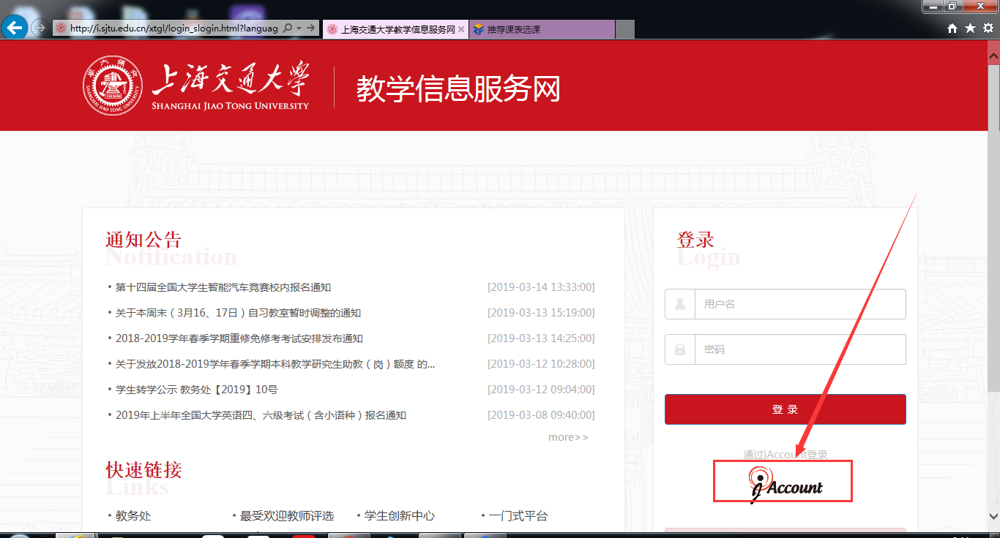 http://i.sjtu.edu.cn/xtgl/login_slogin.html?languag
上海交通大学教学信息服务网
推荐课表选课
上海交通大学
SHANGHAI JIAO TONG UNIVERSITY
教学信息服务网
通知公告
Notification
• 第十四届全国大学生智能汽车竞赛校内报名通知 [2019-03-14 13:33:00]
• 关于本周末（3月16、17日）自习教室暂时调整的通知 [2019-03-13 15:19:00]
• 2018-2019学年春季学期重修免修考考试安排发布通知 [2019-03-13 14:25:00]
• 关于发放2018-2019学年春季学期本科教学研究生助教（岗）额度 的... [2019-03-12 10:28:00]
• 学生转学公示 教务处【2019】10号 [2019-03-12 09:04:00]
• 2019年上半年全国大学英语四、六级考试（含小语种）报名通知 [2019-03-08 09:40:00]
more>>
快速链接
Links
• 教务处 • 最受欢迎教师评选 • 学生创新中心 • 一门式平台
登录
Login
用户名
密码
登 录
通过jAccount登录
jAccount